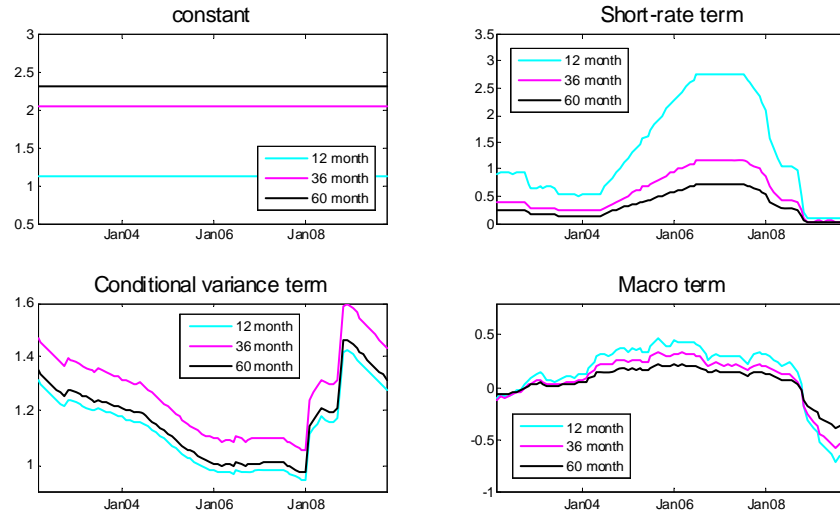 constant
3
2.5
2
1.5
1
0.5
Jan04 Jan06 Jan08
12 month
36 month
60 month
Short-rate term
3.5
3
2.5
2
1.5
1
0.5
0
Jan04 Jan06 Jan08
12 month
36 month
60 month
Conditional variance term
1.6
1.4
1.2
1
Jan04 Jan06 Jan08
12 month
36 month
60 month
Macro term
0.5
0
-0.5
-1
Jan04 Jan06 Jan08
12 month
36 month
60 month